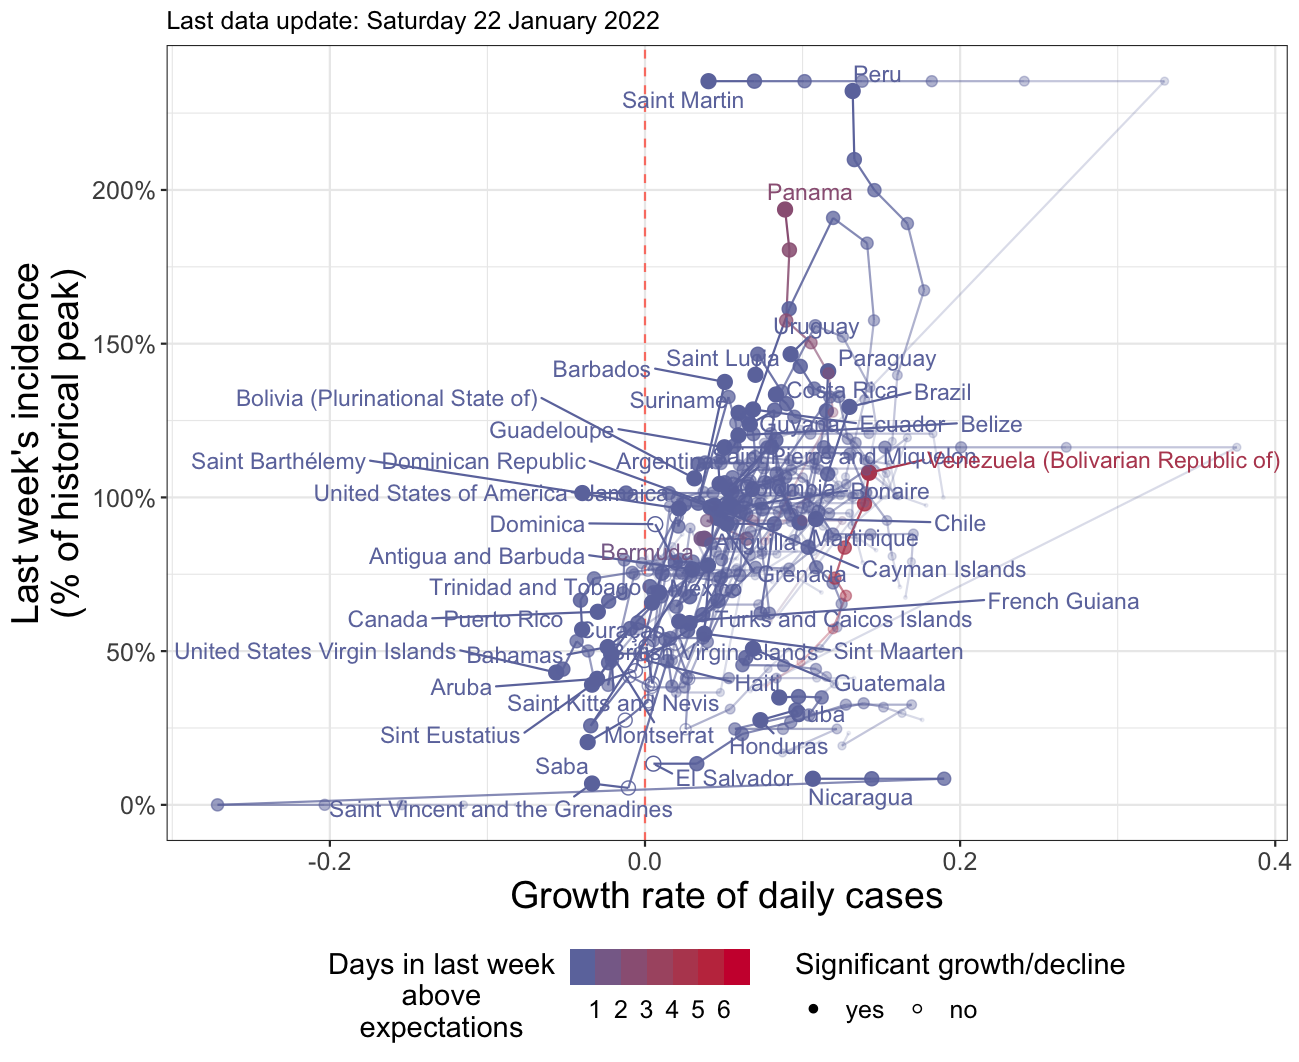 Last data update: Saturday 22 January 2022
Last week's incidence
(% of historical peak)
200%
150%
100%
50%
0%
Peru
Saint Martin
Panama
Uruguay
Saint Lucia
Paraguay
Barbados
Costa Rica
Brazil
Bolivia (Plurinational State of)
Suriname
Guyana
Ecuador
Belize
Guadeloupe
Saint Pierre and Miquelon
Saint Barthélemy
Dominican Republic
Argentina
Venezuela (Bolivarian Republic of)
United States of America
Jamaica
Bonaire
Dominica
Chile
Martinique
Anguilla
Antigua and Barbuda
Bermuda
Cayman Islands
Grenada
Trinidad and Tobago
Mexico
French Guiana
Canada
Puerto Rico
Turks and Caicos Islands
Curaçao
United States Virgin Islands
Bahamas
British Virgin Islands
Sint Maarten
Aruba
Haiti
Guatemala
Saint Kitts and Nevis
Cuba
Sint Eustatius
Montserrat
Honduras
Saba
El Salvador
Nicaragua
Saint Vincent and the Grenadines
-0.2
0.0
0.2
0.4
Growth rate of daily cases
Days in last week
above
expectations
1 2 3 4 5 6
Significant growth/decline
yes
no